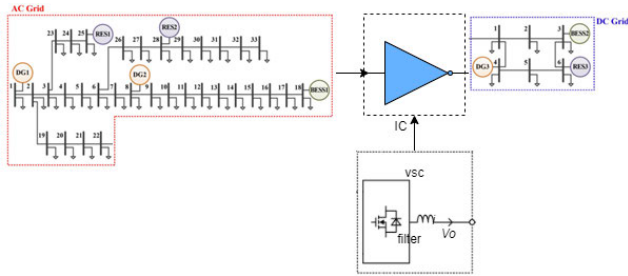 AC Grid
DC Grid
RES2
23 24 25 RES1
26 27 28 29 30 31 32 33
DG1
DG2
1 2 3 4 5 6 7 8 9 10 11 12 13 14 15 16 17 18 BESS1
19 20 21 22
1 2 3 BESS2
DG3 4 5 6 RES3
IC
vsc
filter
Vo